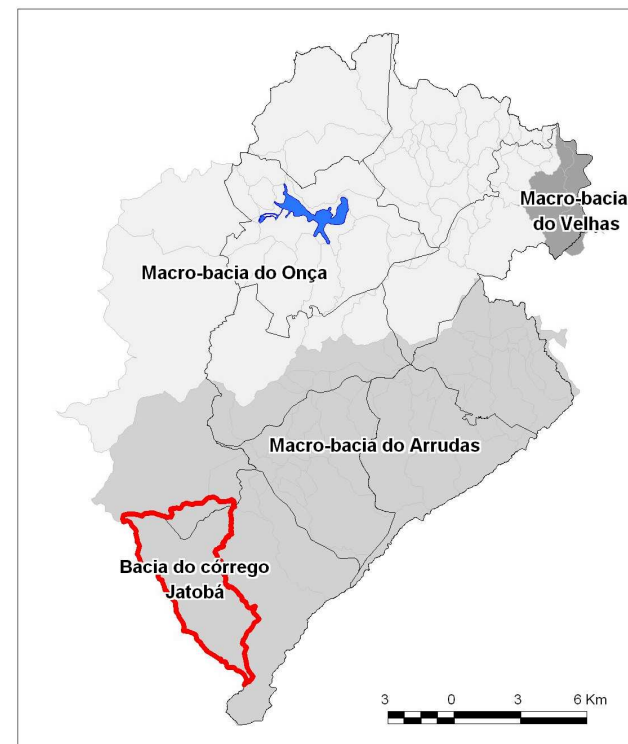 Macro-bacia
do Velhas
Macro-bacia do Onça
Macro-bacia do Arrudas
Bacia do córrego
Jatobá
3 0 3 6 Km